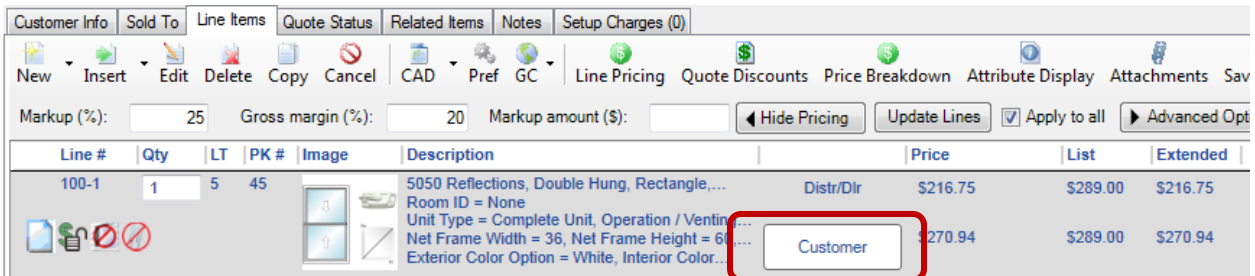 Customer Info Sold To Line Items Quote Status Related Items Notes Setup Charges (0)
New Insert Edit Delete Copy Cancel CAD Pref GC Line Pricing Quote Discounts Price Breakdown Attribute Display Attachments Sav
Markup (%): 25 Gross margin (%): 20 Markup amount ($): Hide Pricing Update Lines Apply to all Advanced Opti
Line # Qty LT PK # Image Description Price List Extended
100-1 1 5 45 5050 Reflections, Double Hung, Rectangle,... Distr/Dlr $216.75 $289.00 $216.75
Room ID = None
Unit Type = Complete Unit, Operation / Venting...
Net Frame Width = 36, Net Frame Height = 60,... Customer $270.94 $289.00 $270.94
Exterior Color Option = White, Interior Color...